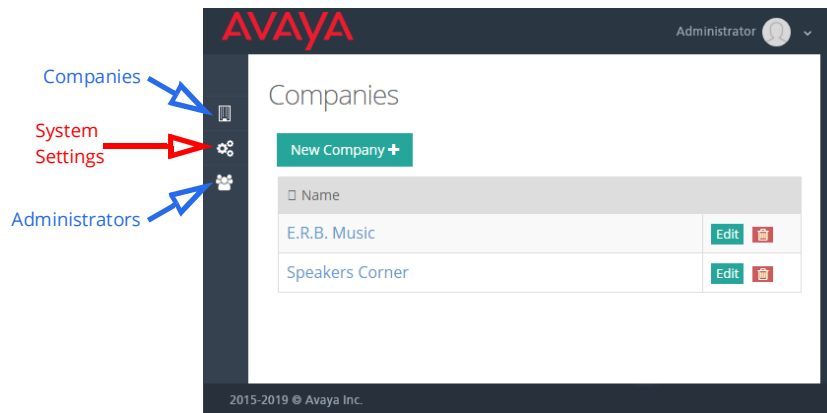 AVAYA
Administrator
Companies
System
Settings
Administrators
Companies
New Company
Name
E.R.B. Music
Edit
Speakers Corner
Edit
2015-2019 © Avaya Inc.